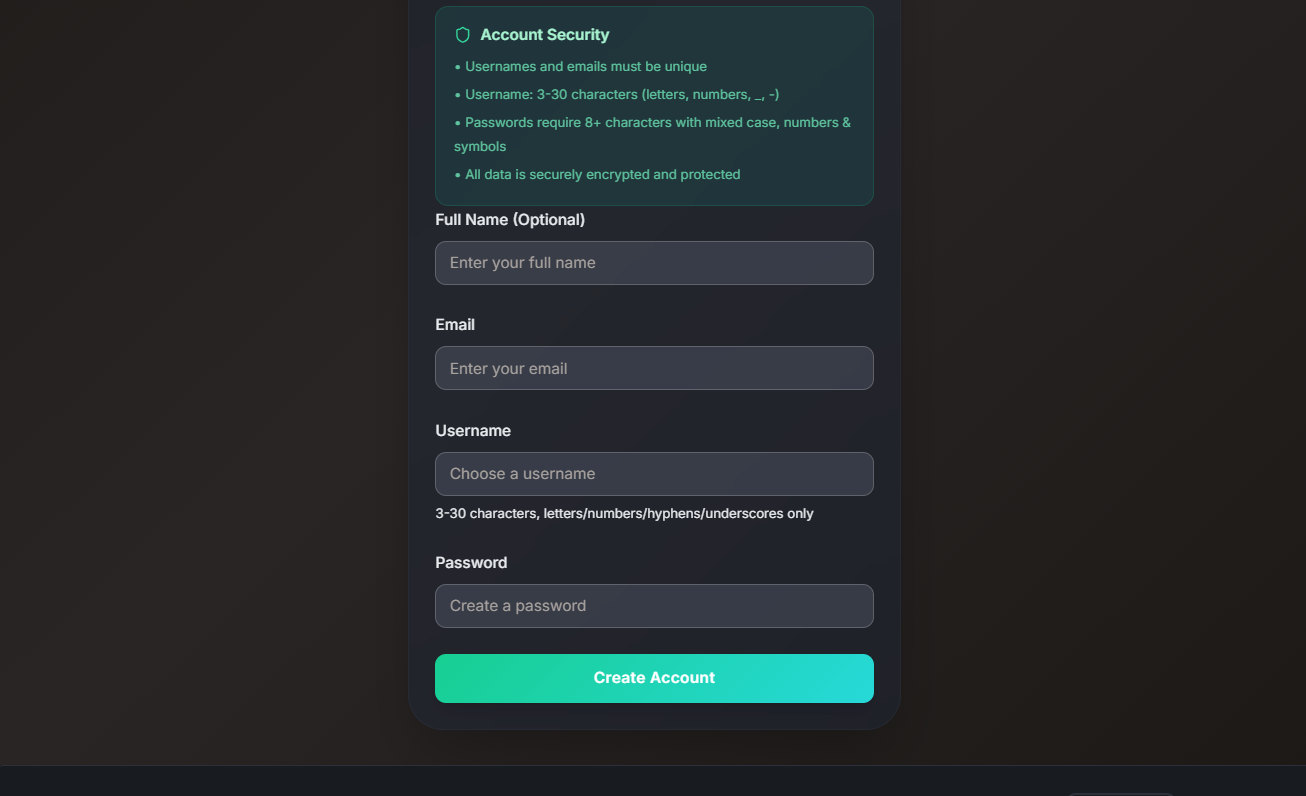 Account Security
• Usernames and emails must be unique
• Username: 3-30 characters (letters, numbers, _, -)
• Passwords require 8+ characters with mixed case, numbers &
symbols
• All data is securely encrypted and protected
Full Name (Optional)
Enter your full name
Email
Enter your email
Username
Choose a username
3-30 characters, letters/numbers/hyphens/underscores only
Password
Create a password
Create Account